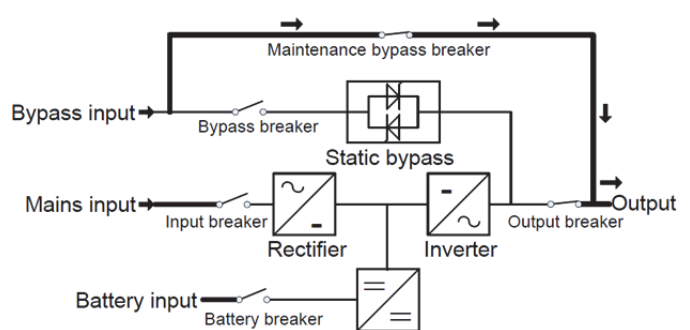 Maintenance bypass breaker
Bypass input
Bypass breaker
Static bypass
Mains input
Input breaker
Rectifier
Inverter
Output breaker
Output
Battery input
Battery breaker